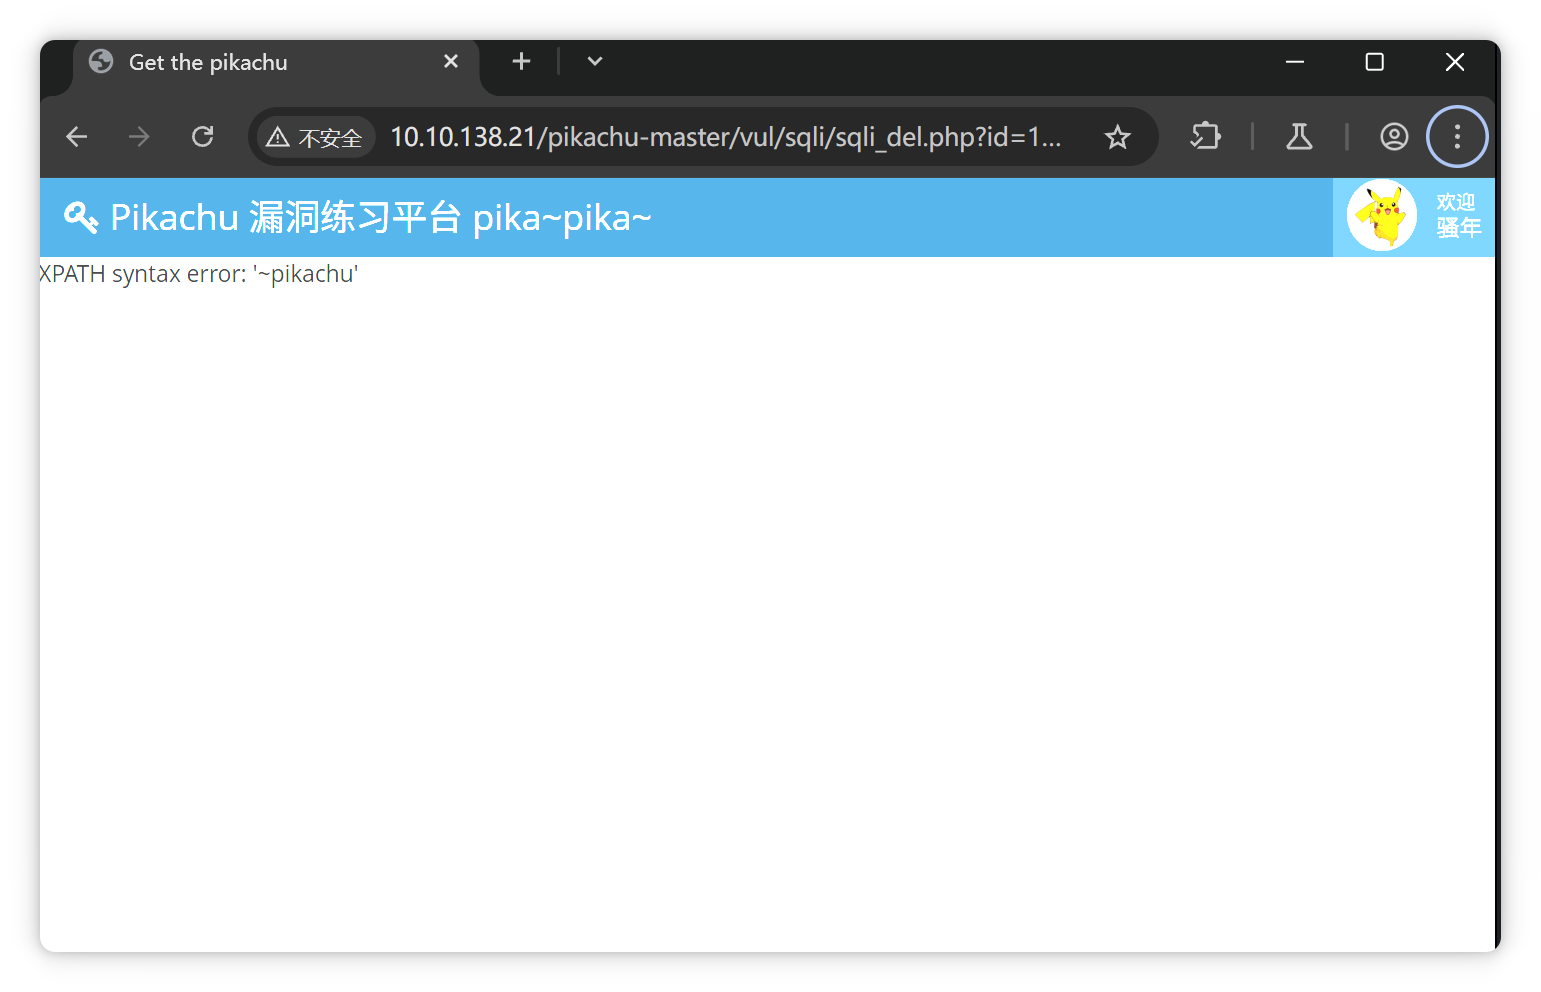 Get the pikachu
不安全
10.10.138.21/pikachu-master/vul/sqli/sqli_del.php?id=1...
Pikachu 漏洞练习平台 pika~pika~
欢迎
骚年
XPATH syntax error: '~pikachu'